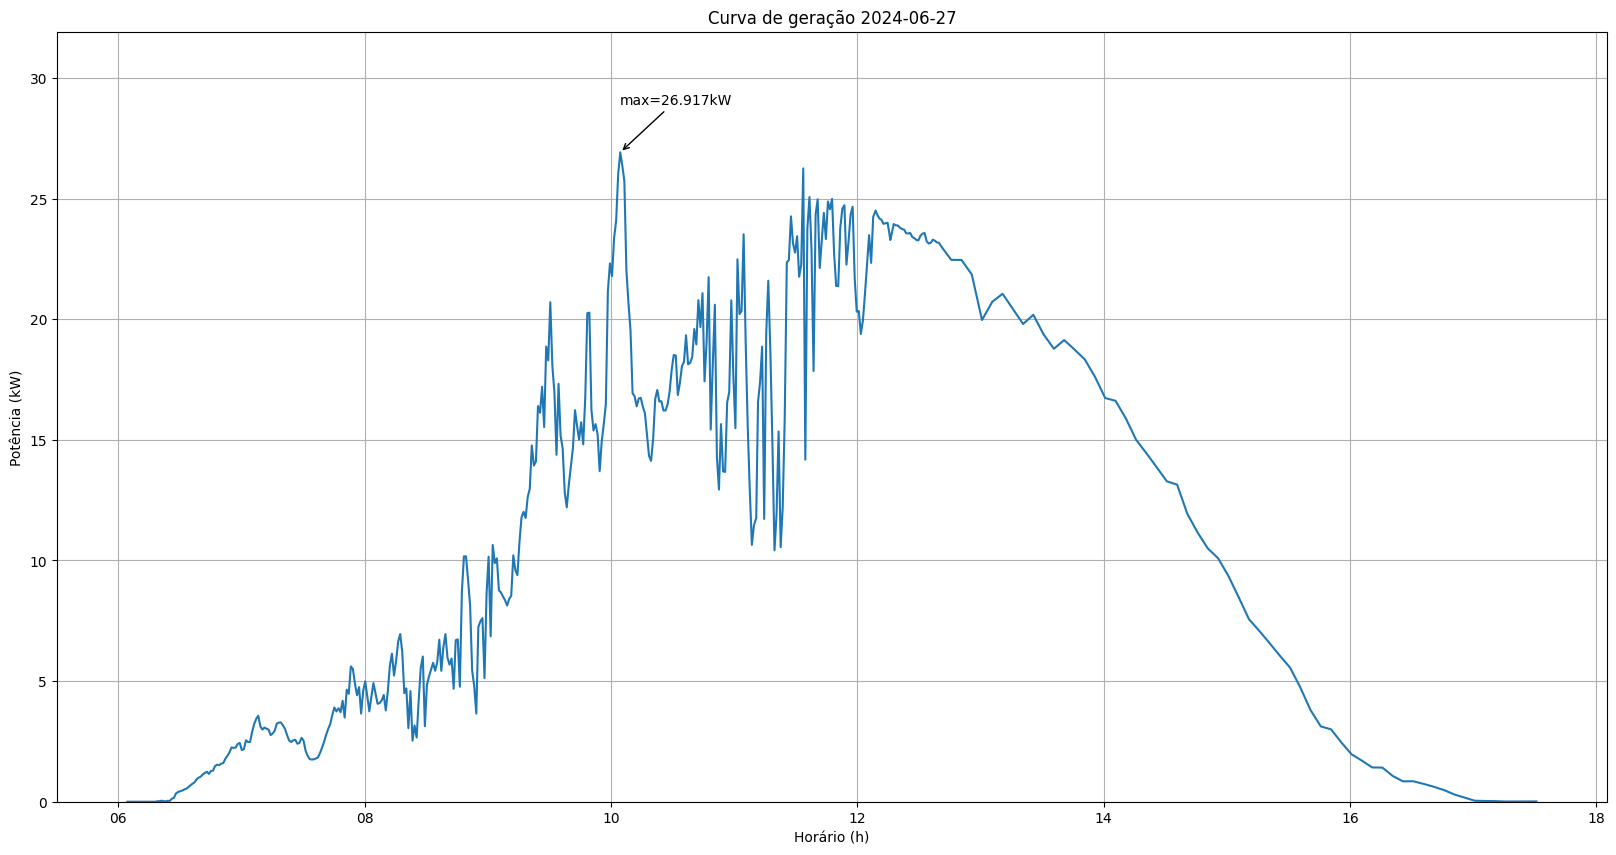 Curva de geração 2024-06-27
max=26.917kW
Potência (kW)
30
25
20
15
10
5
0
06 08 10 12 14 16 18
Horário (h)